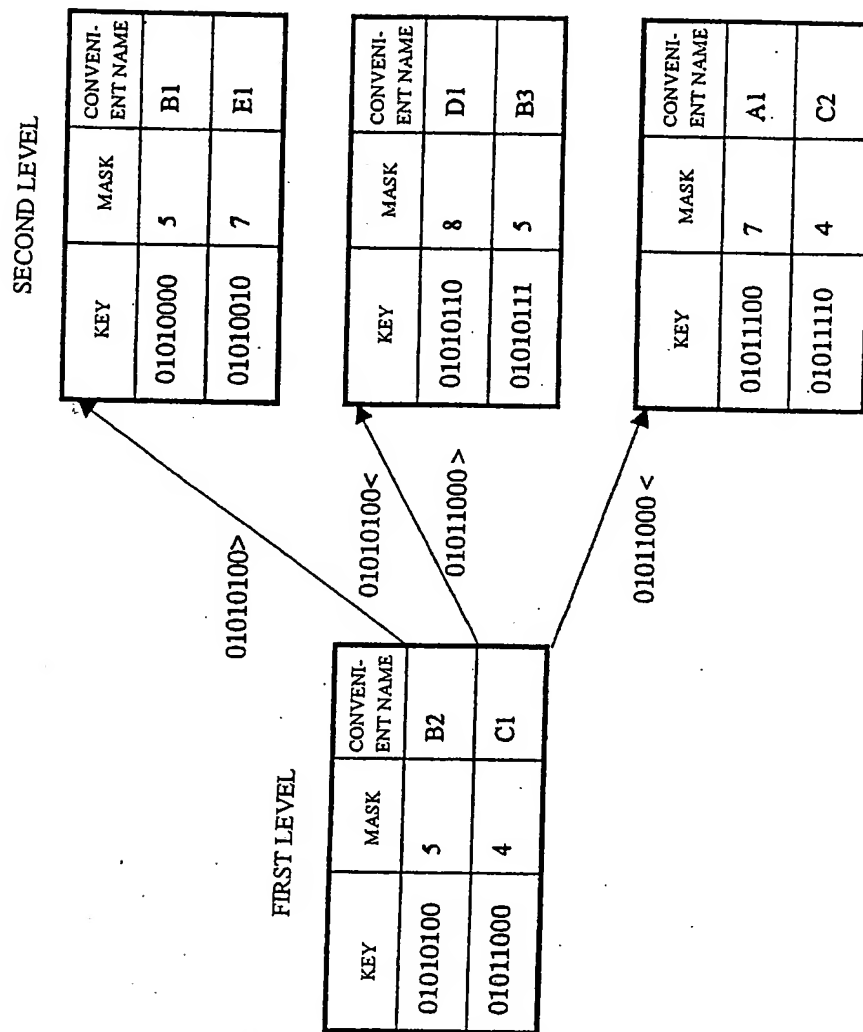 SECOND LEVEL
KEY MASK CONVENI-
ENT NAME
01010000 5 B1
01010010 7 E1
KEY MASK CONVENI-
ENT NAME
01010110 8 D1
01010111 5 B3
KEY MASK CONVENI-
ENT NAME
01011100 7 A1
01011110 4 C2
01010100>
01010100<
01011000>
01011000<
FIRST LEVEL
KEY MASK CONVENI-
ENT NAME
01010100 5 B2
01011000 4 C1